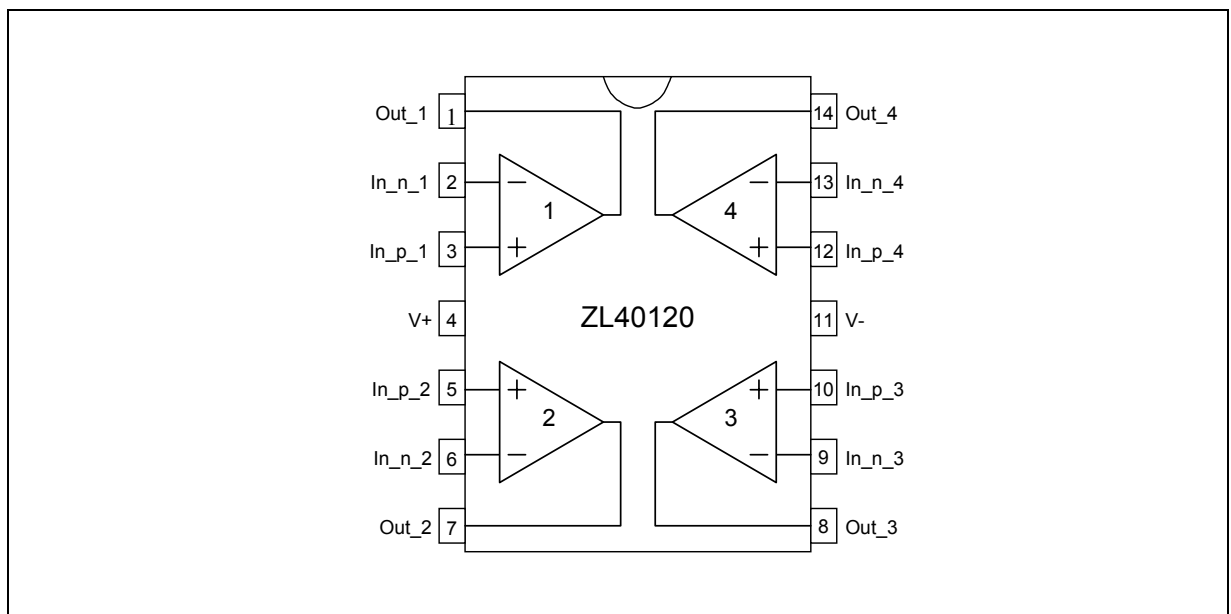 Out_1 1 14 Out_4
In_n_1 2 − − 13 In_n_4
1 4
In_p_1 3 + + 12 In_p_4
V+ 4 ZL40120 11 V-
In_p_2 5 + + 10 In_p_3
2 3
In_n_2 6 − − 9 In_n_3
Out_2 7 8 Out_3